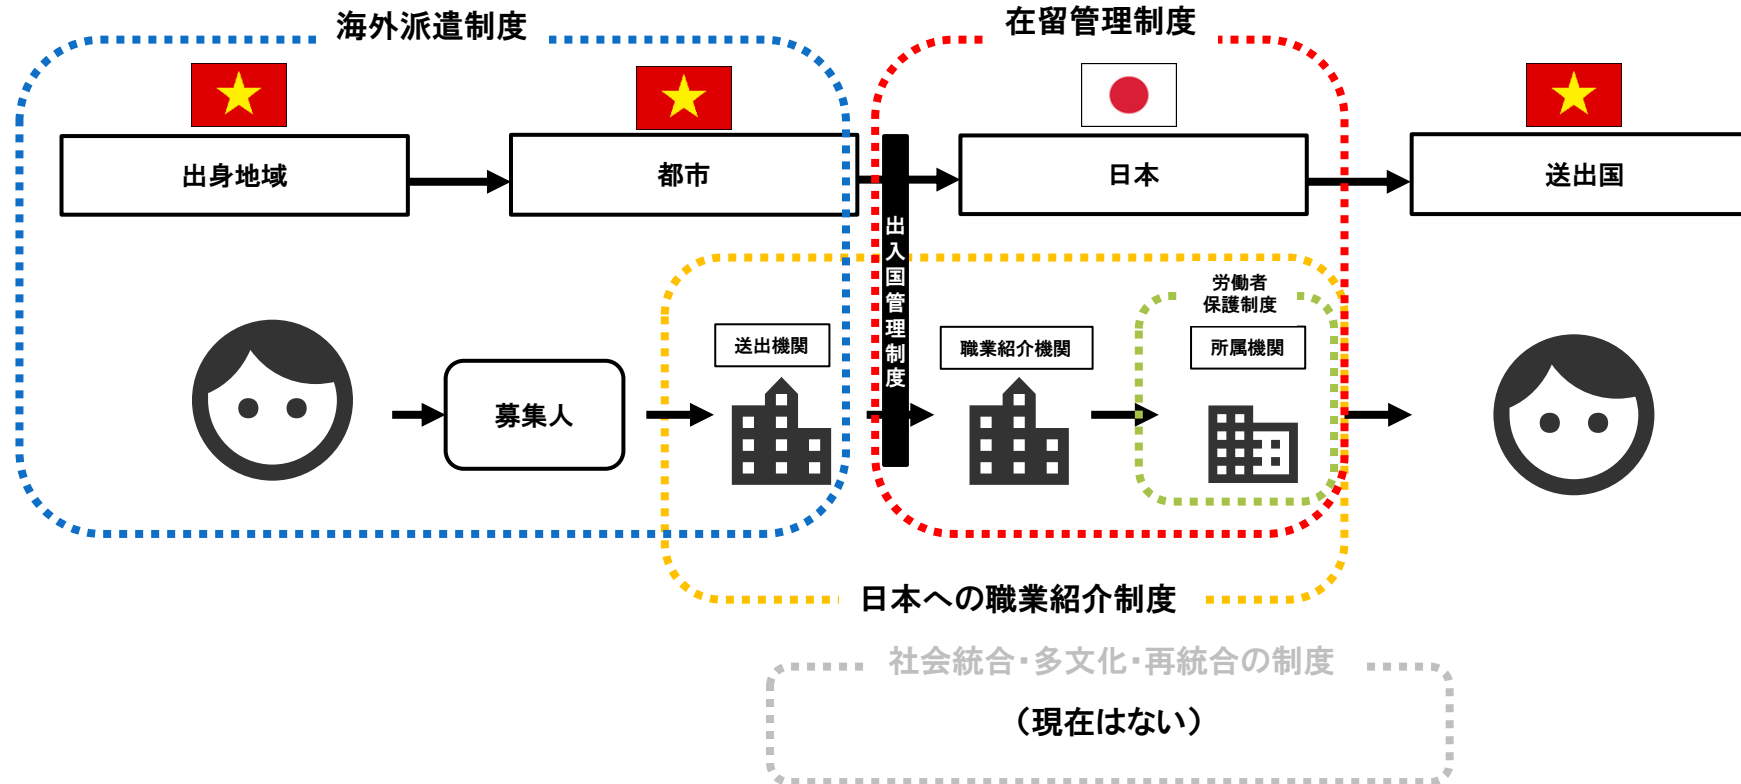 海外派遣制度
在留管理制度
出身地域
都市
日本
送出国
出入国管理制度
労働者
保護制度
送出機関
職業紹介機関
所属機関
募集人
日本への職業紹介制度
社会統合・多文化・再統合の制度
（現在はない）